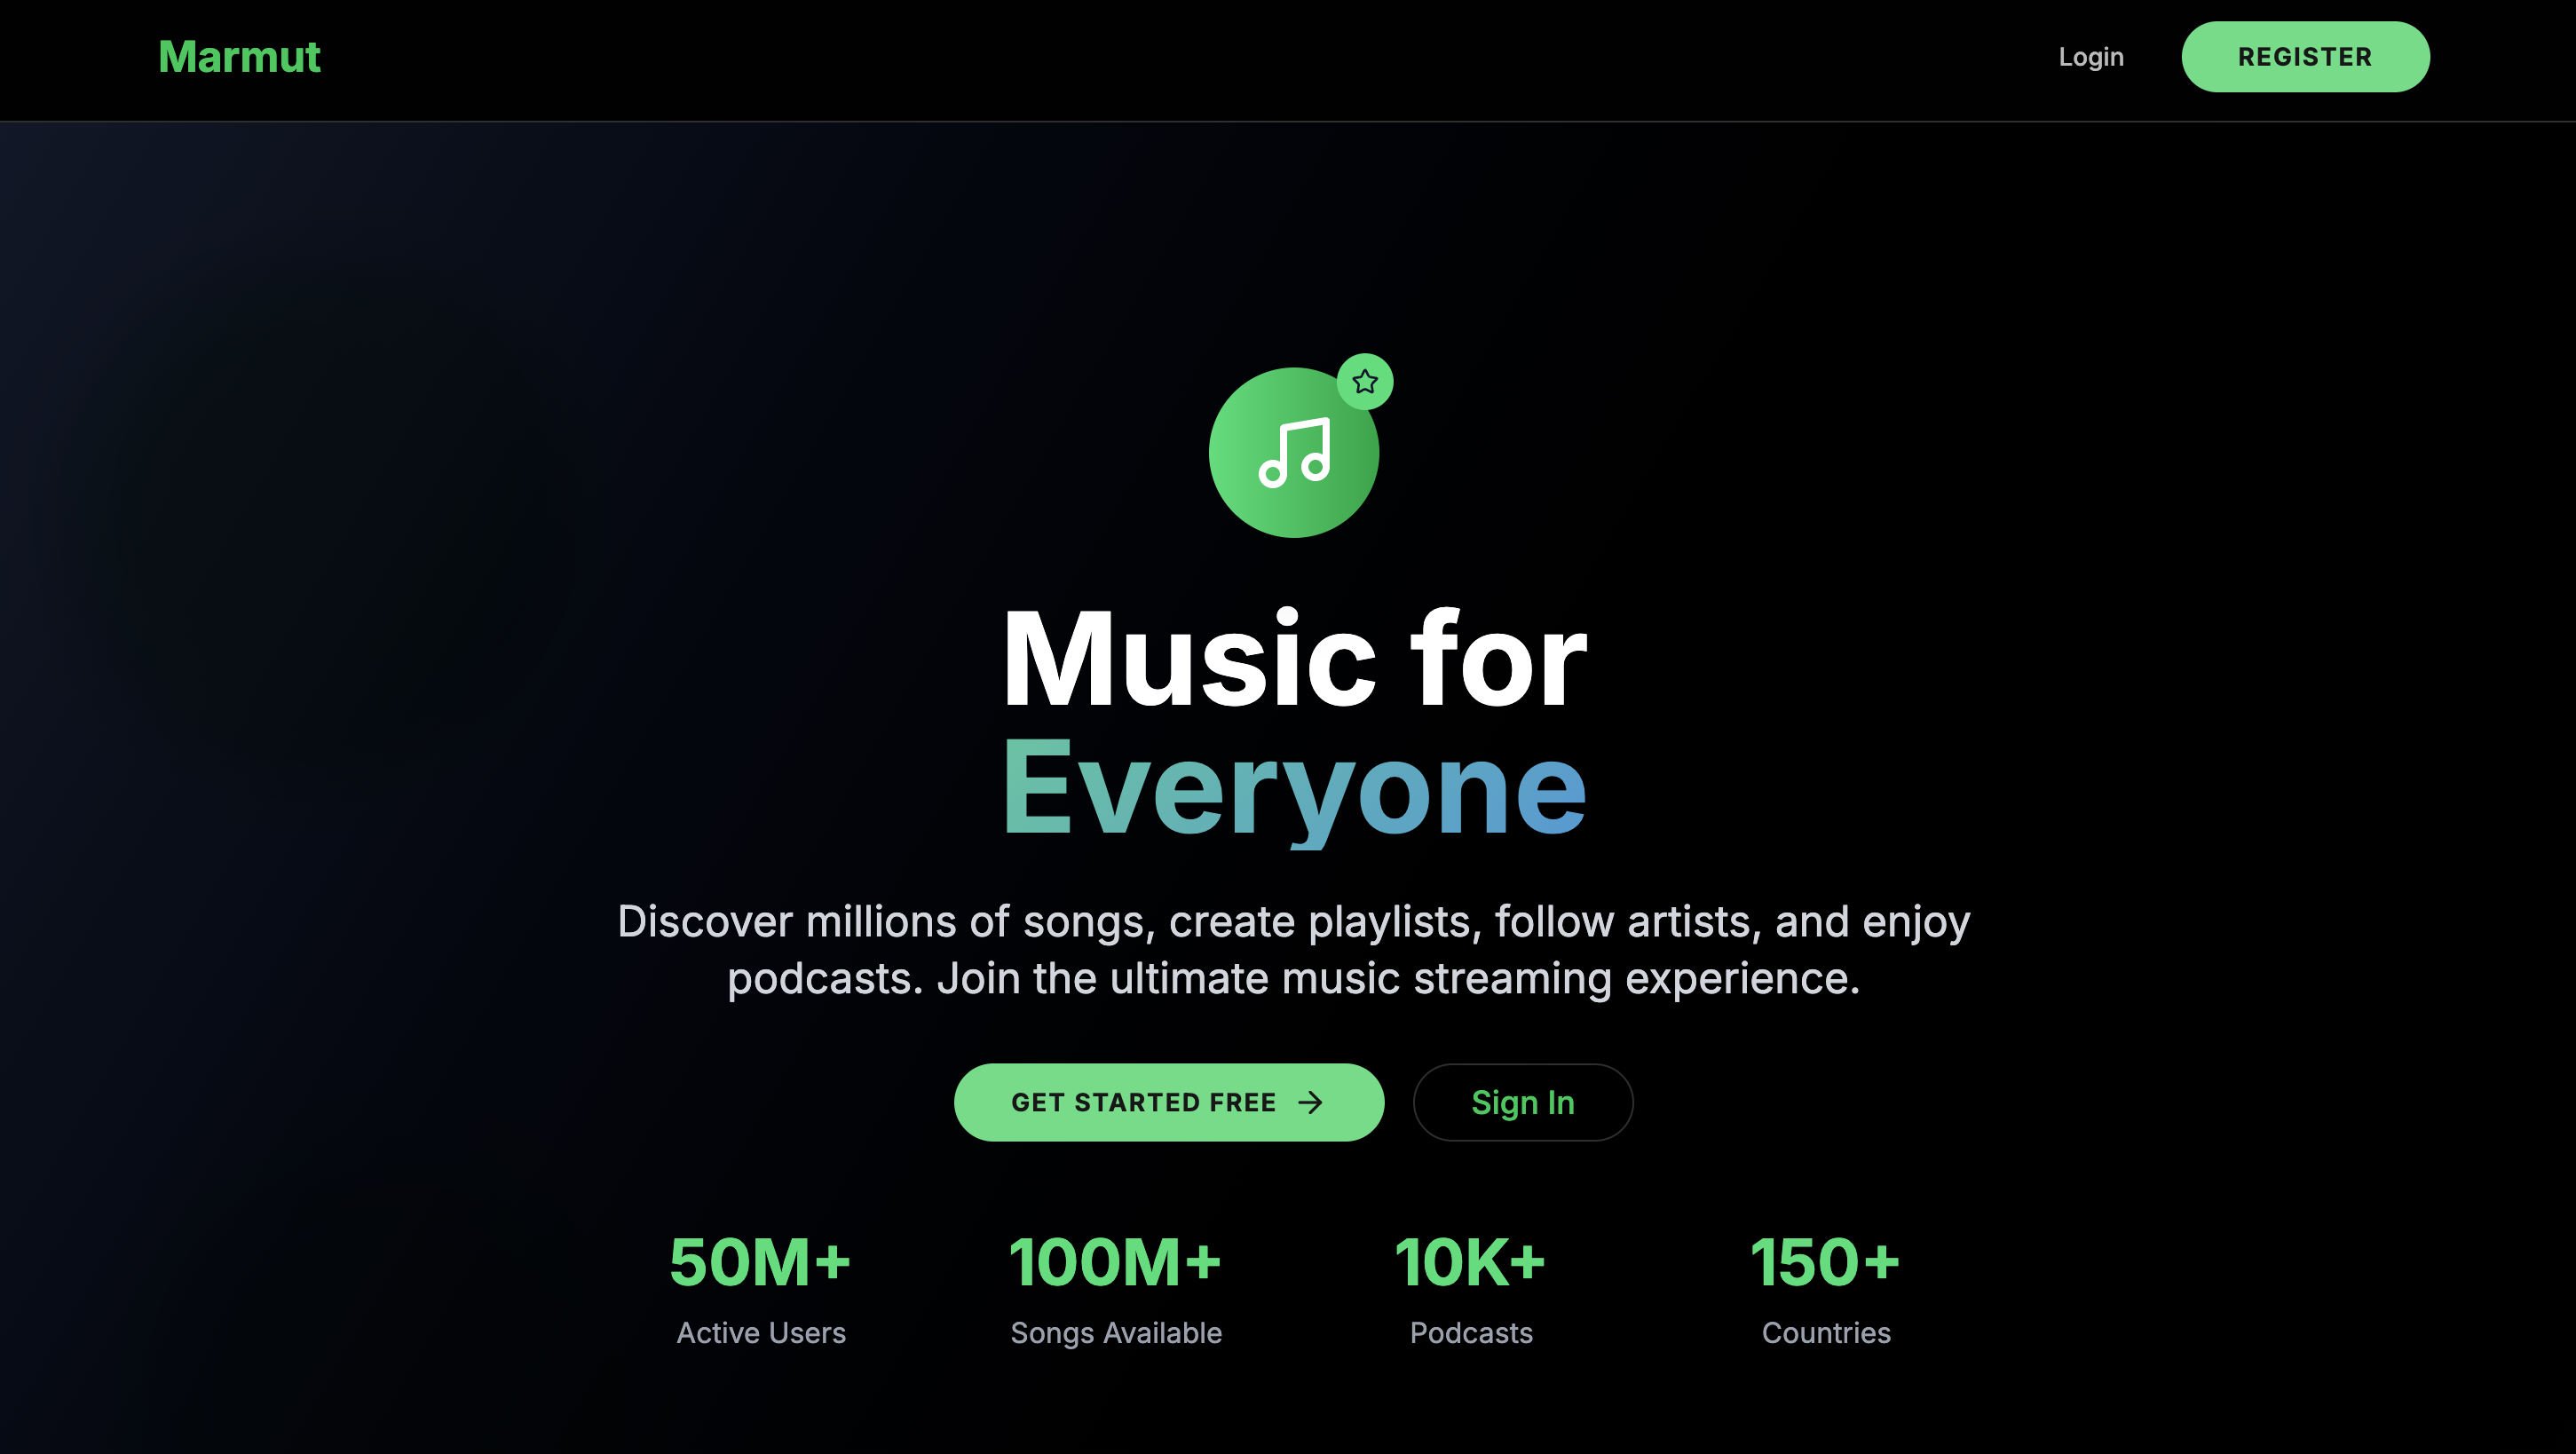 Marmut
Login
REGISTER
Music for
Everyone
Discover millions of songs, create playlists, follow artists, and enjoy
podcasts. Join the ultimate music streaming experience.
GET STARTED FREE
Sign In
50M+
Active Users
100M+
Songs Available
10K+
Podcasts
150+
Countries